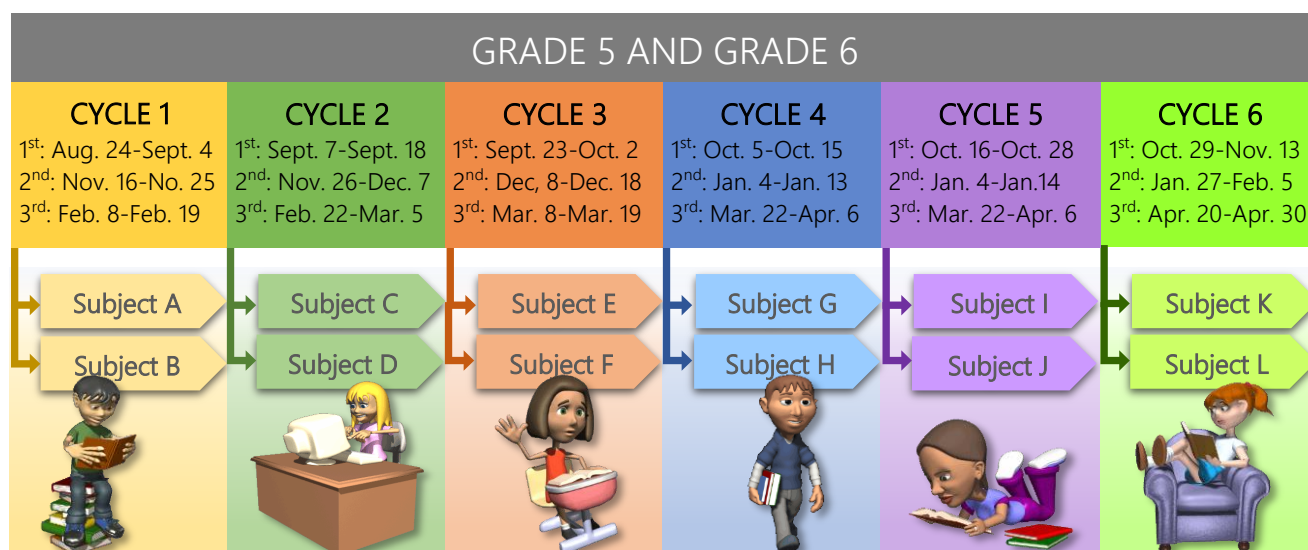 GRADE 5 AND GRADE 6
CYCLE 1
1st: Aug. 24-Sept. 4
2nd: Nov. 16-No. 25
3rd: Feb. 8-Feb. 19
Subject A
Subject B
CYCLE 2
1st: Sept. 7-Sept. 18
2nd: Nov. 26-Dec. 7
3rd: Feb. 22-Mar. 5
Subject C
Subject D
CYCLE 3
1st: Sept. 23-Oct. 2
2nd: Dec, 8-Dec. 18
3rd: Mar. 8-Mar. 19
Subject E
Subject F
CYCLE 4
1st: Oct. 5-Oct. 15
2nd: Jan. 4-Jan. 13
3rd: Mar. 22-Apr. 6
Subject G
Subject H
CYCLE 5
1st: Oct. 16-Oct. 28
2nd: Jan. 4-Jan.14
3rd: Mar. 22-Apr. 6
Subject I
Subject J
CYCLE 6
1st: Oct. 29-Nov. 13
2nd: Jan. 27-Feb. 5
3rd: Apr. 20-Apr. 30
Subject K
Subject L